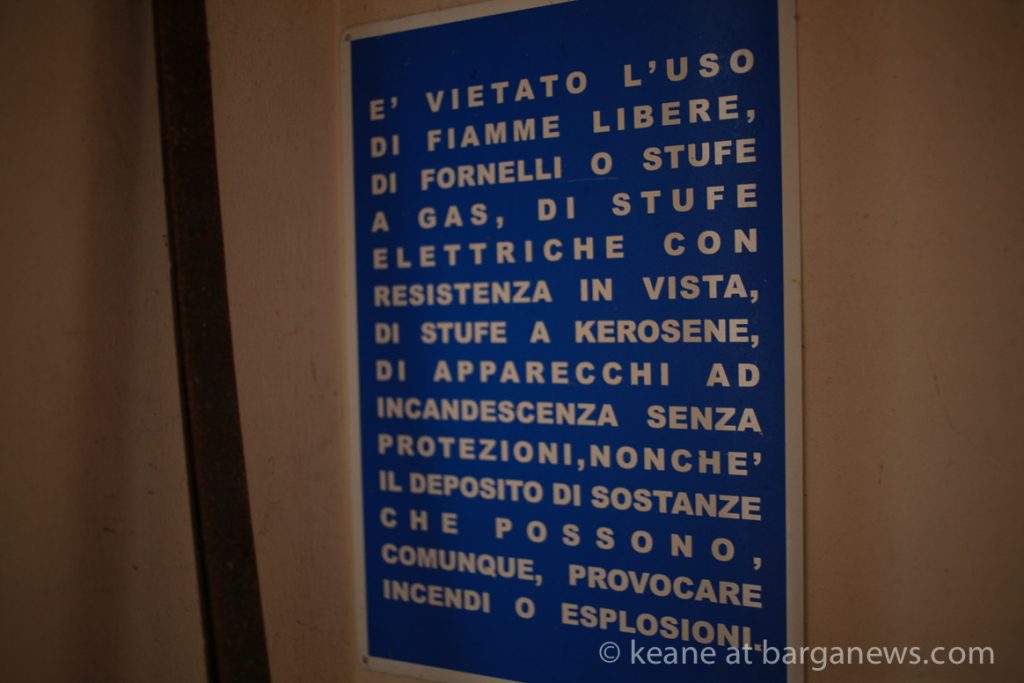 E' VIETATO L'USO
DI FIAMME LIBERE,
DI FORNELLI O STUFE
A GAS, DI STUFE
ELETTRICHE CON
RESISTENZA IN VISTA,
DI STUFE A KEROSENE,
DI APPARECCHI AD
INCANDESCENZA SENZA
PROTEZIONI,NONCHE'
IL DEPOSITO DI SOSTANZE
CHE POSSONO,
COMUNQUE, PROVOCARE
INCENDI O ESPLOSIONI.
© keane at barganews.com